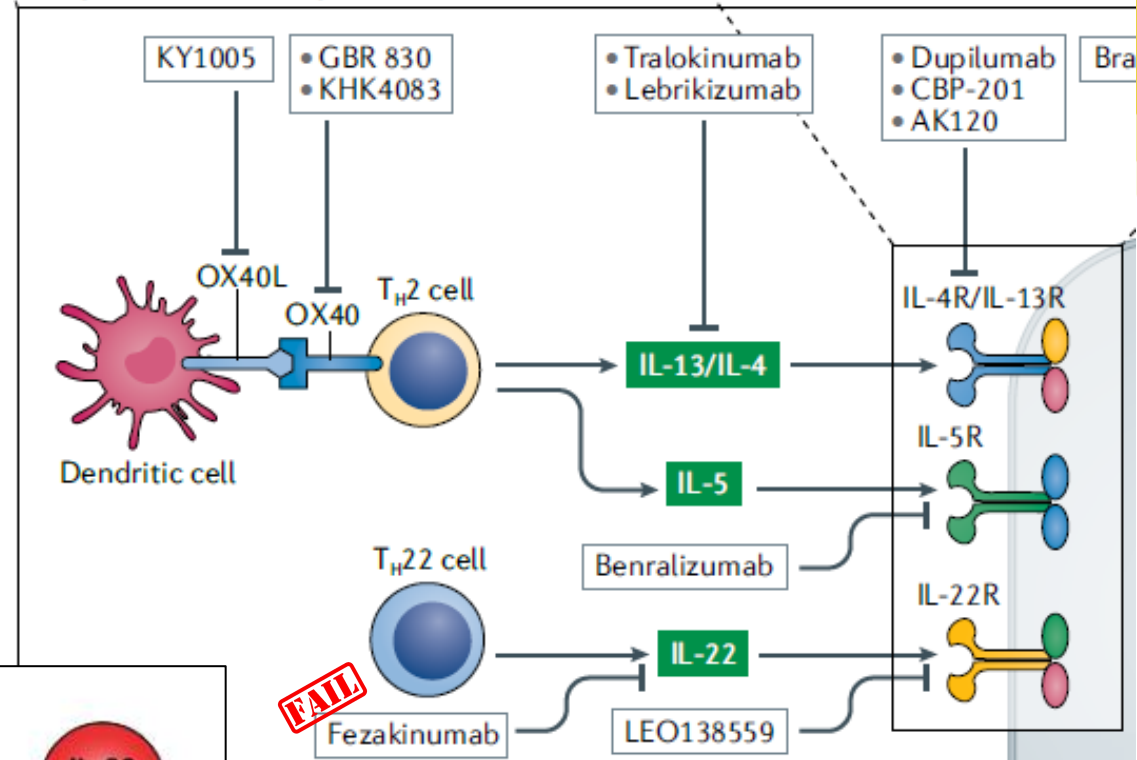 KY1005
• GBR 830
• KHK4083
• Tralokinumab
• Lebrikizumab
• Dupilumab
• CBP-201
• AK120
Bra
OX40L
OX40
TH2 cell
IL-4R/IL-13R
IL-13/IL-4
Dendritic cell
IL-5R
IL-5
TH22 cell
Benralizumab
IL-22R
IL-22
FAIL
Fezakinumab
LEO138559